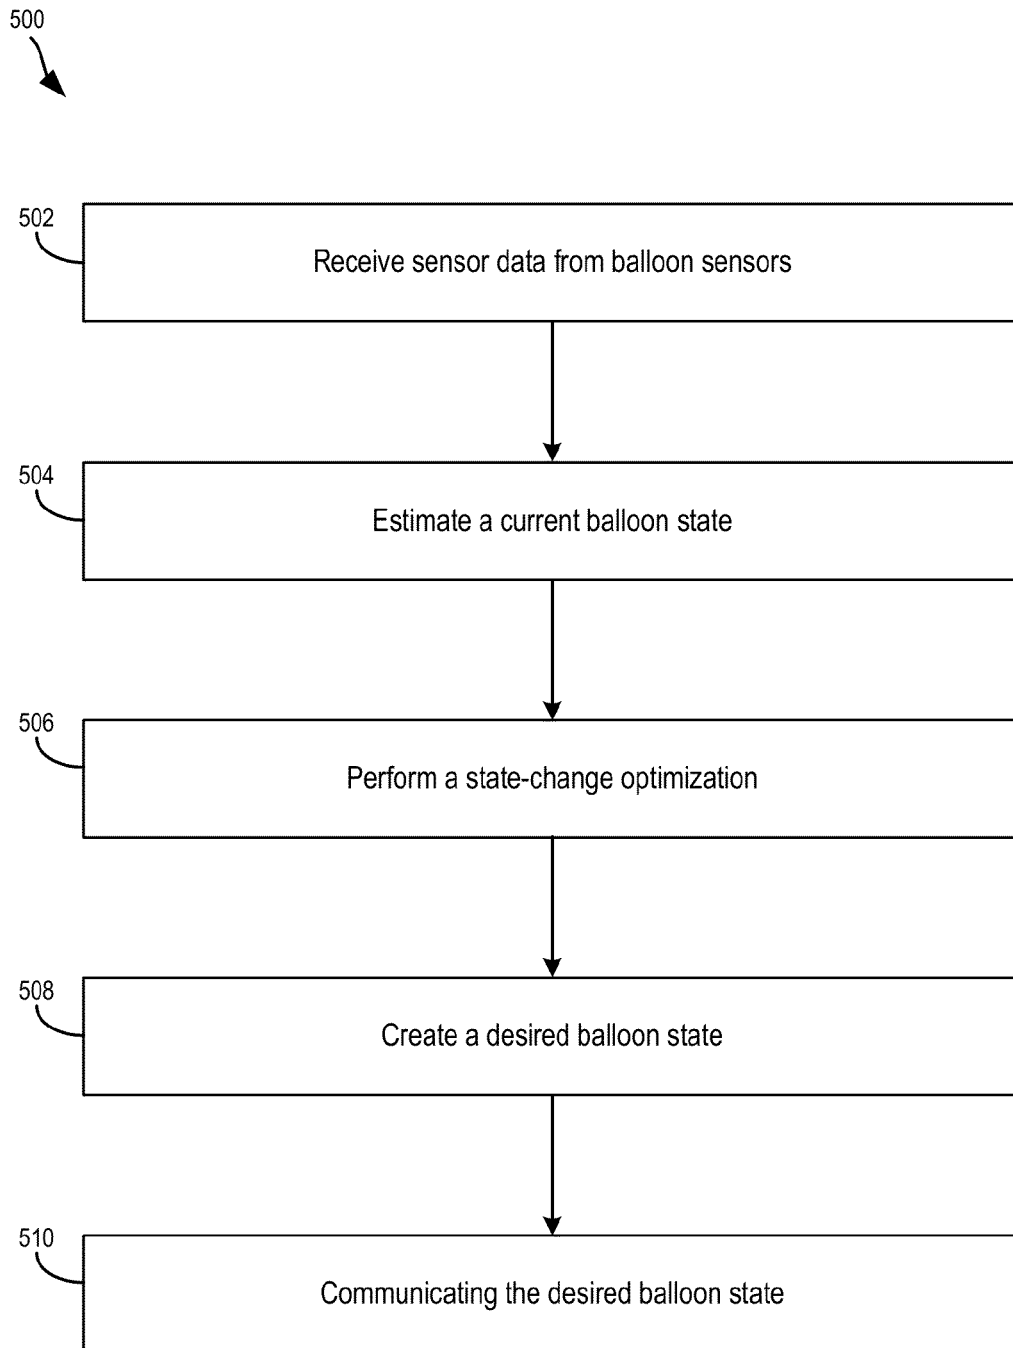 500
502
Receive sensor data from balloon sensors
504
Estimate a current balloon state
506
Perform a state-change optimization
508
Create a desired balloon state
510
Communicating the desired balloon state